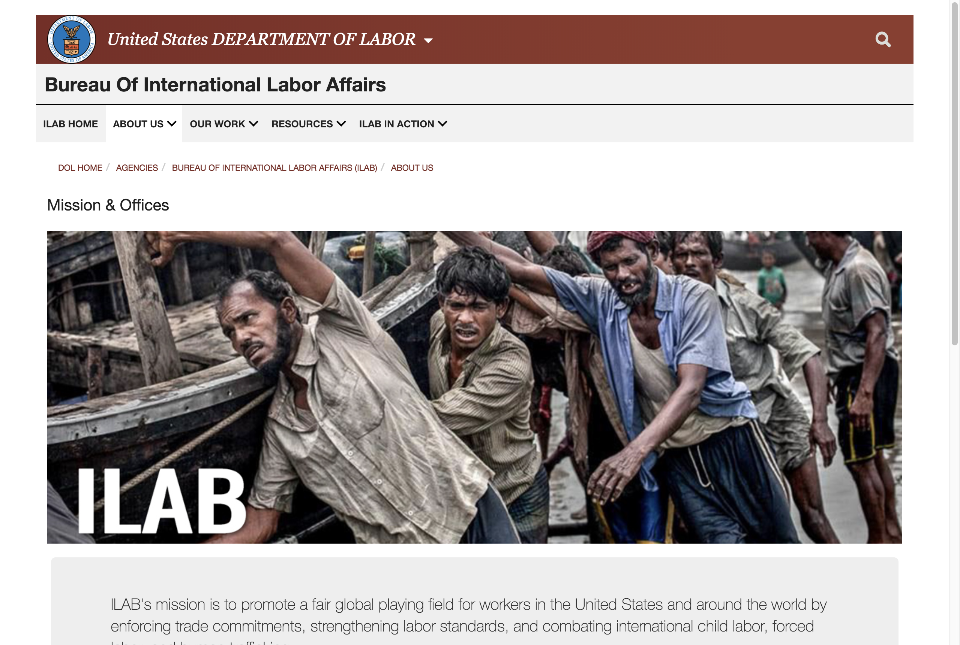 United States DEPARTMENT OF LABOR
Bureau Of International Labor Affairs
ILAB HOME ABOUT US OUR WORK RESOURCES ILAB IN ACTION
DOL HOME / AGENCIES / BUREAU OF INTERNATIONAL LABOR AFFAIRS (ILAB) / ABOUT US
Mission & Offices
ILAB
ILAB's mission is to promote a fair global playing field for workers in the United States and around the world by
enforcing trade commitments, strengthening labor standards, and combating international child labor, forced